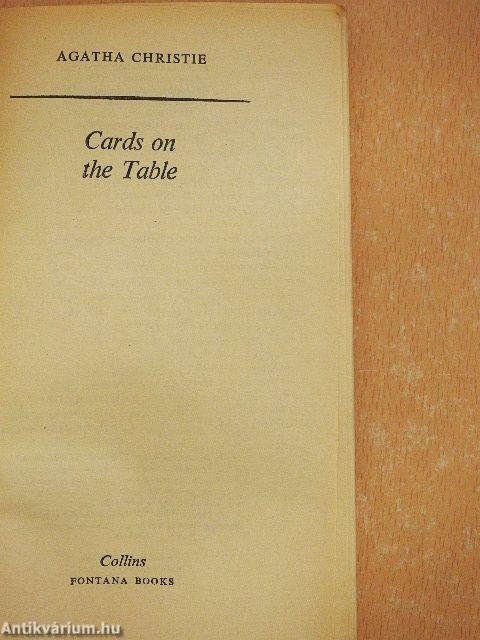 AGATHA CHRISTIE
Cards on
the Table
Collins
FONTANA BOOKS
Antikvárium.hu